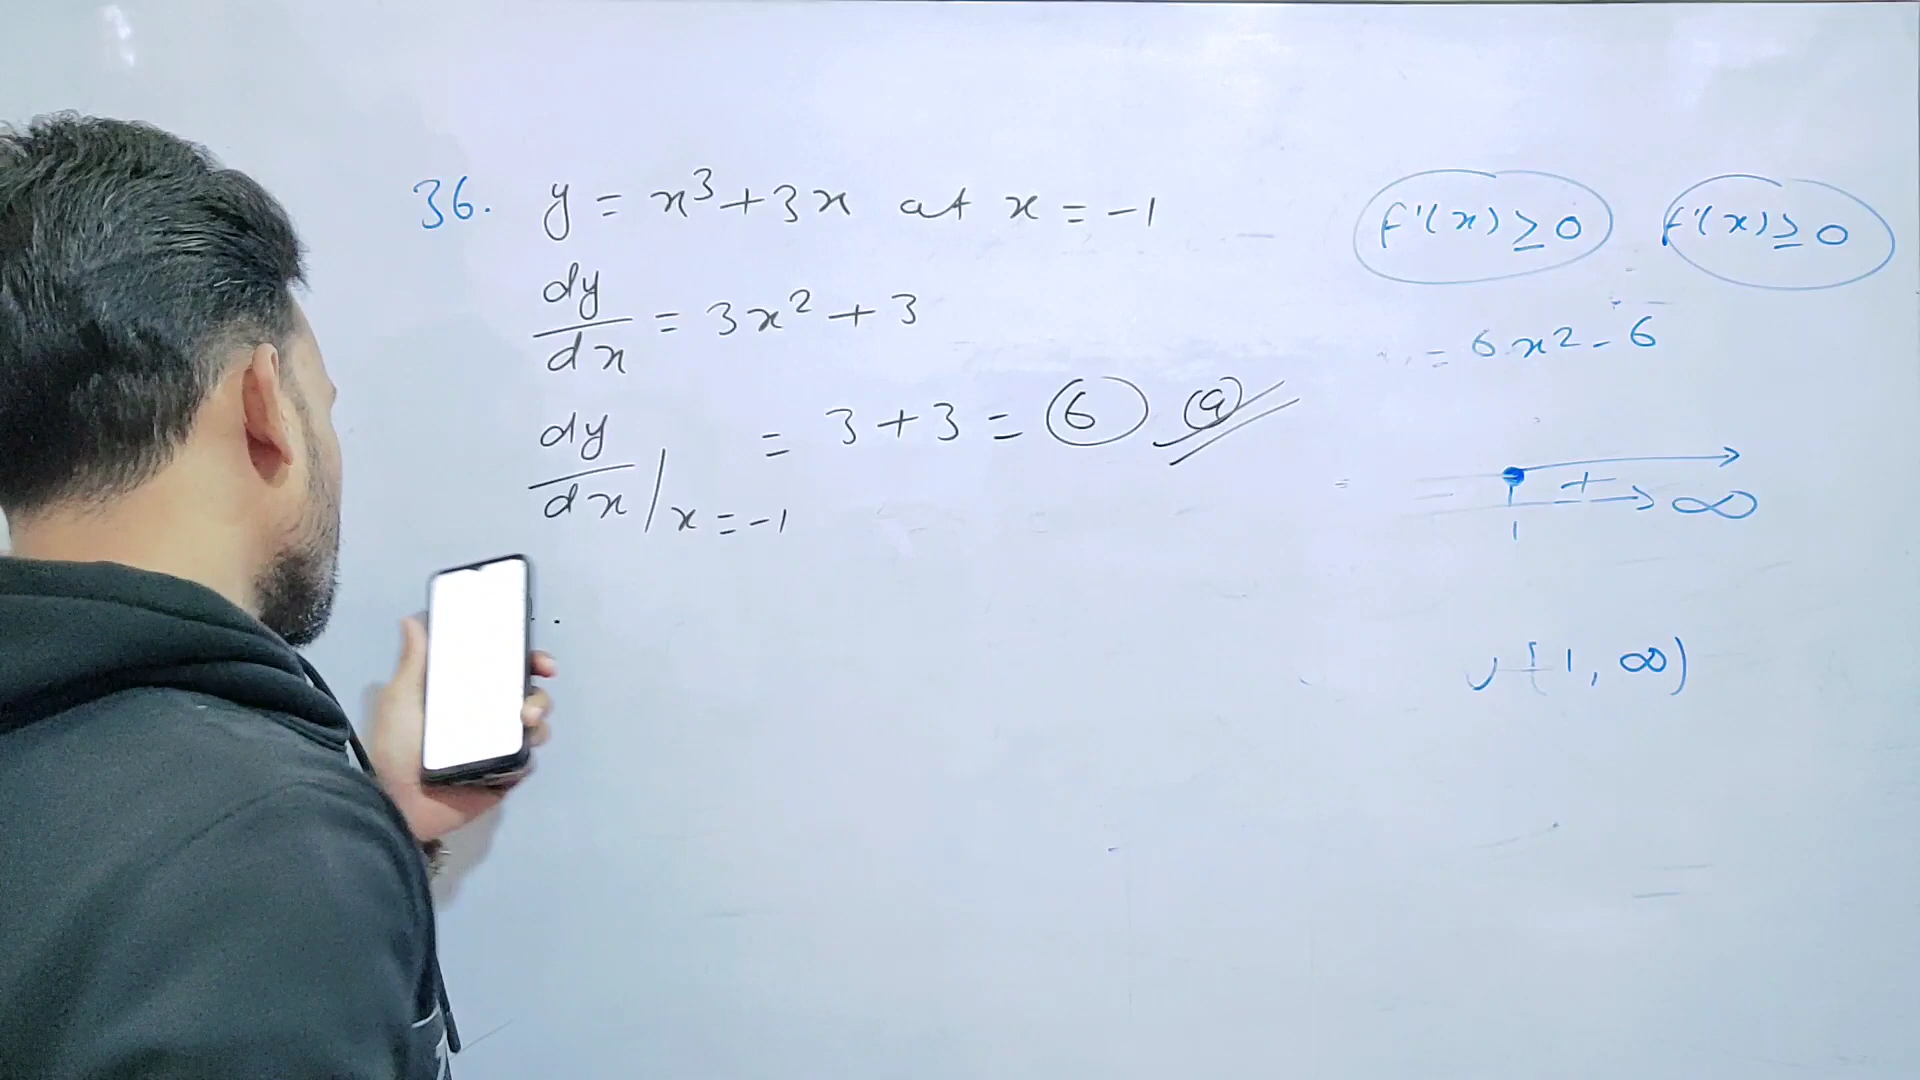 36. y = x³ + 3x at x = -1
dy/dx = 3x² + 3
dy/dx /x = -1 = 3 + 3 = 6 (a)
f'(x) ≥ 0 f'(x) ≥ 0
= 6x² - 6
+ ∞
1
[1, ∞)